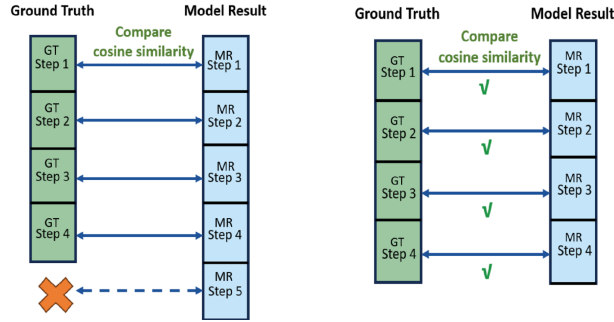 Ground Truth
Model Result
Compare
cosine similarity
GT
Step 1
MR
Step 1
GT
Step 2
MR
Step 2
GT
Step 3
MR
Step 3
GT
Step 4
MR
Step 4
MR
Step 5
Ground Truth
Model Result
Compare
cosine similarity
GT
Step 1
MR
Step 1
√
GT
Step 2
MR
Step 2
√
GT
Step 3
MR
Step 3
√
GT
Step 4
MR
Step 4
√